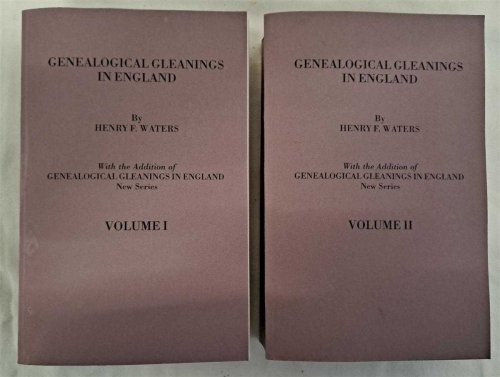 GENEALOGICAL GLEANINGS
IN ENGLAND
By
HENRY F. WATERS
With the Addition of
GENEALOGICAL GLEANINGS IN ENGLAND
New Series
VOLUME I
GENEALOGICAL GLEANINGS
IN ENGLAND
By
HENRY F. WATERS
With the Addition of
GENEALOGICAL GLEANINGS IN ENGLAND
New Series
VOLUME II